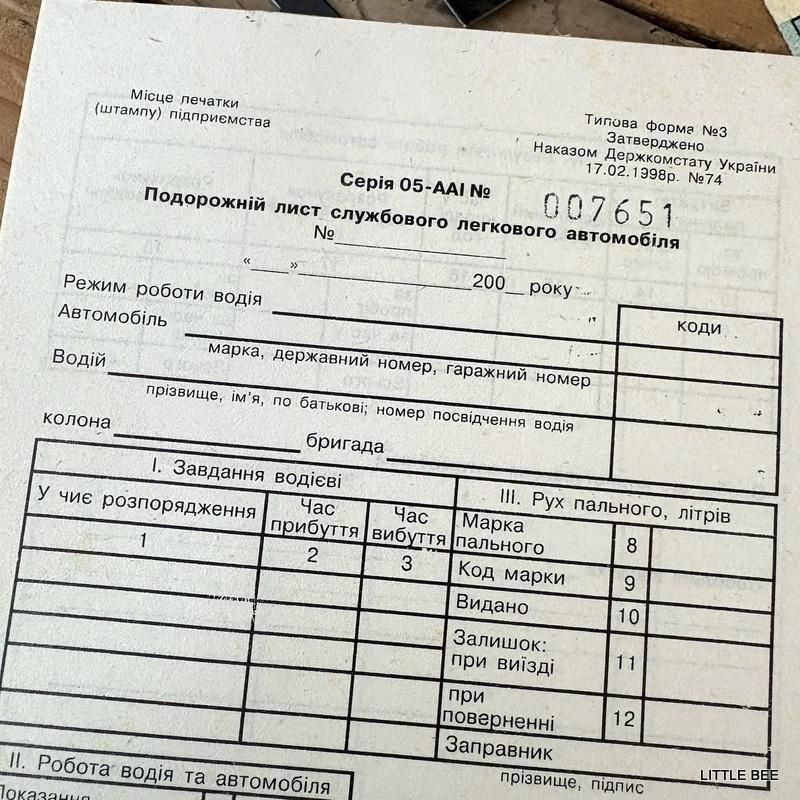 Місце печатки
(штампу) підприємства
Типова форма №3
Затверджено
Наказом Держкомстату України
17.02.1998р. №74
Серія 05-ААІ № 007651
Подорожній лист службового легкового автомобіля
№
« » 200 року
Режим роботи водія
коди
Автомобіль
марка, державний номер, гаражний номер
Водій
прізвище, ім'я, по батькові; номер посвідчення водія
колона бригада
І. Завдання водієві
ІІІ. Рух пального, літрів
У чиє розпорядження
Час прибуття
Час вибуття
1 2 3
Марка пального 8
Код марки 9
Видано 10
Залишок:
при виїзді 11
при
поверненні 12
Заправник
прізвище, підпис
ІІ. Робота водія та автомобіля
Показання
LITTLE BEE